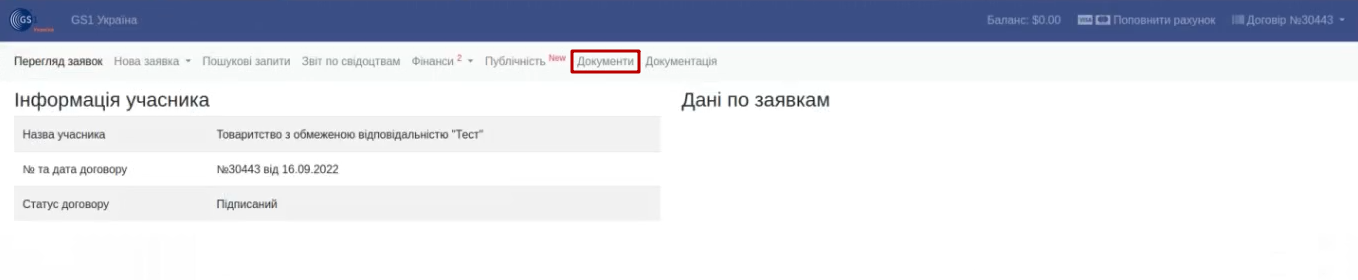 GS1 Україна Баланс: $0.00 Поповнити рахунок Договір №30443
Перегляд заявок Нова заявка Пошукові запити Звіт по свідоцтвам Фінанси 2 Публічність New Документи Документація
Інформація учасника
Назва учасника Товаритство з обмеженою відповідальністю "Тест"
№ та дата договору №30443 від 16.09.2022
Статус договору Підписаний
Дані по заявкам